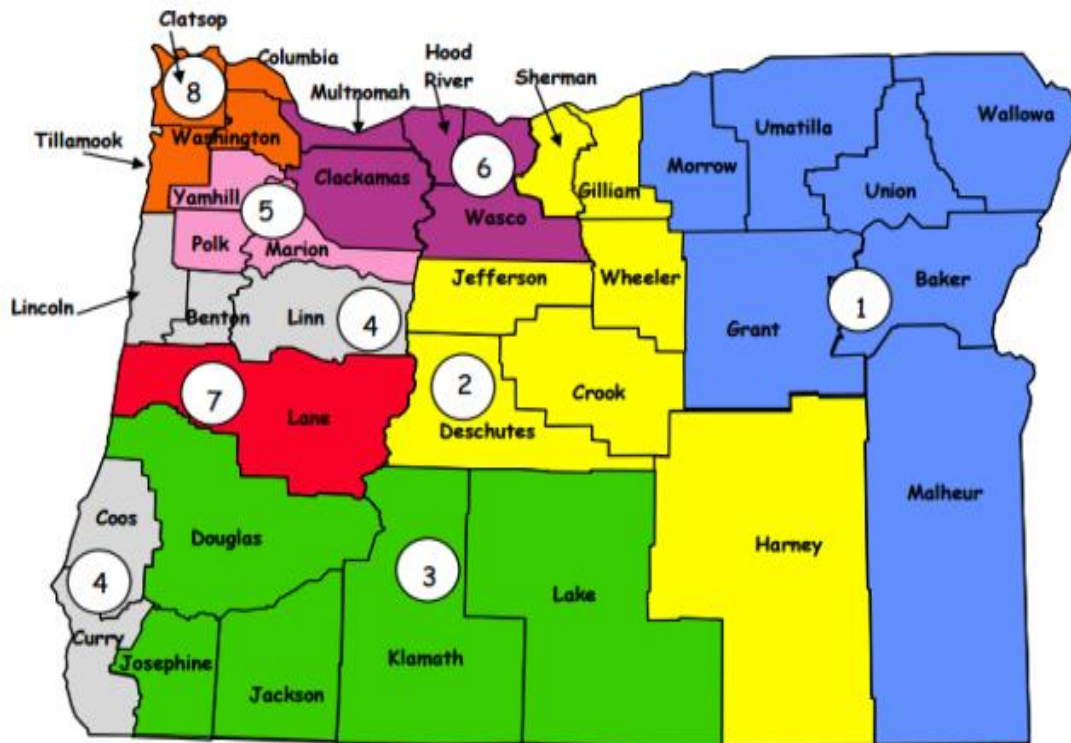 Clatsop
Columbia
Hood
River
Sherman
Multnomah
8
Tillamook
Washington
Umatilla
Wallowa
Morrow
6
Clackamas
Gilliam
Union
Yamhill
5
Wasco
Polk
Marion
Jefferson
Wheeler
Baker
Lincoln
Benton
Linn
4
Grant
1
7
2
Lane
Crook
Deschutes
Coos
Douglas
Malheur
Harney
4
3
Lake
Curry
Josephine
Klamath
Jackson